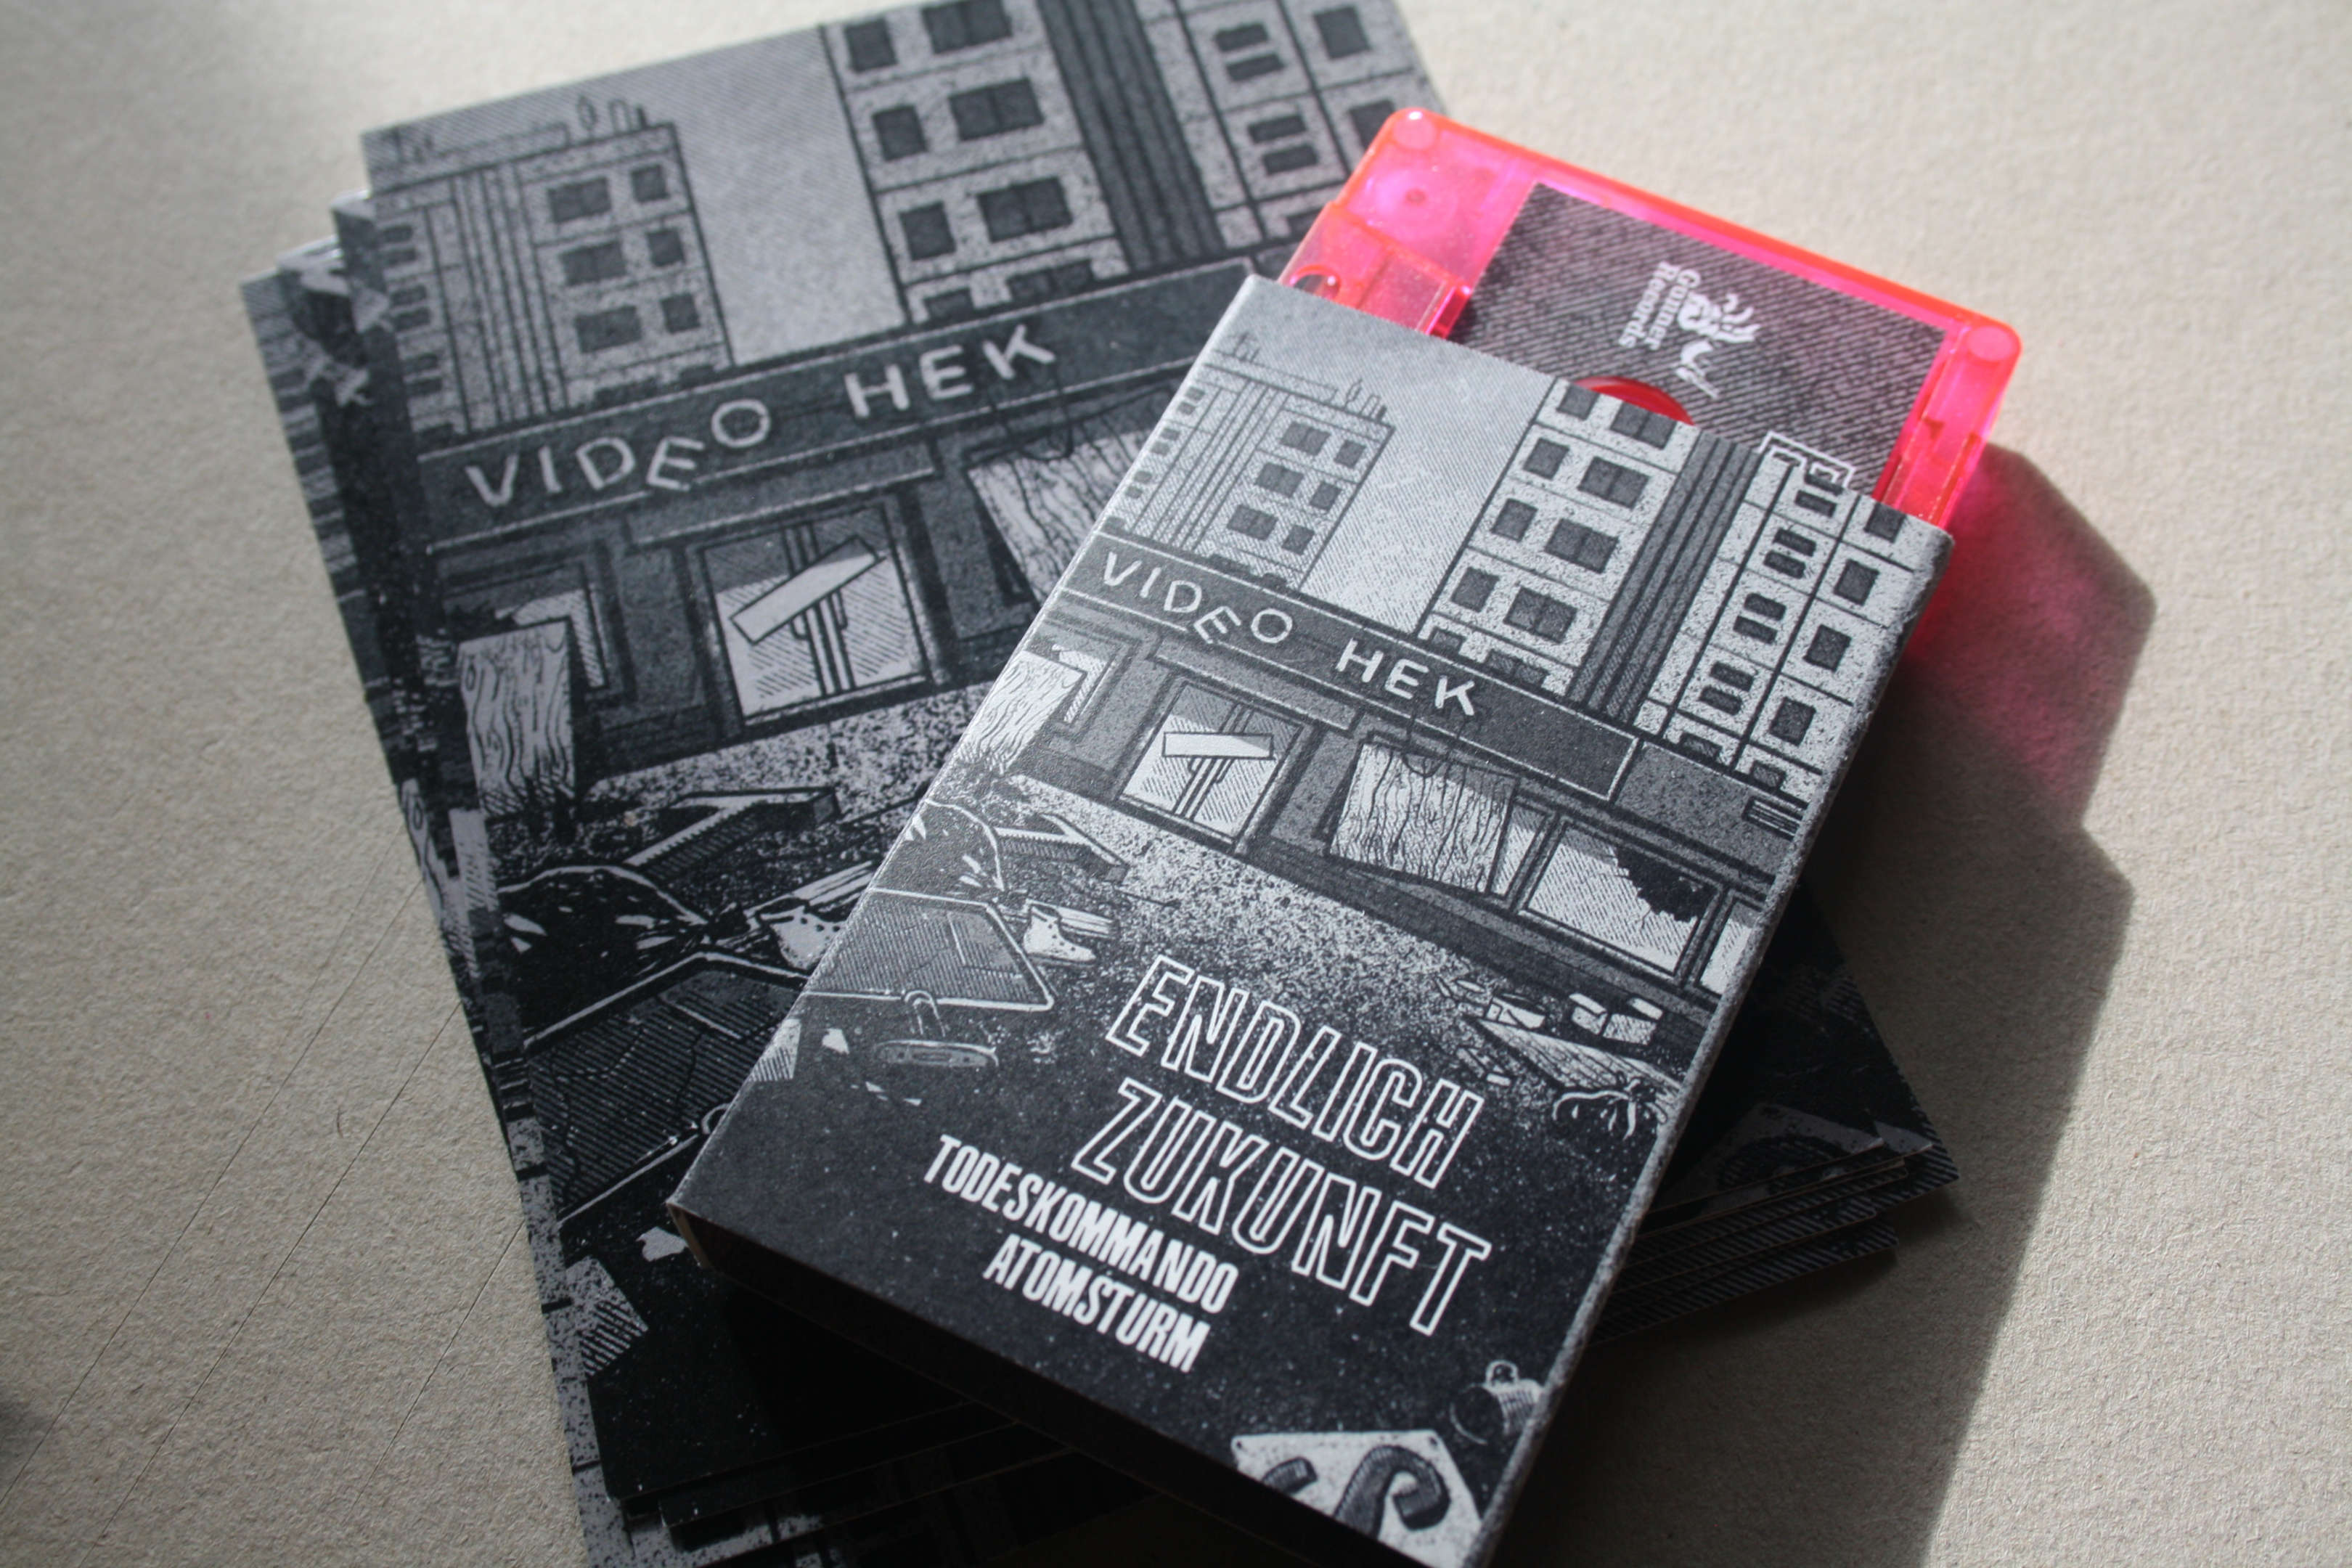 VIDEO HEK
Gunner
Records
VIDEO HEK
ENDLICH
ZUKUNFT
TODESKOMMANDO
ATOMSTURM